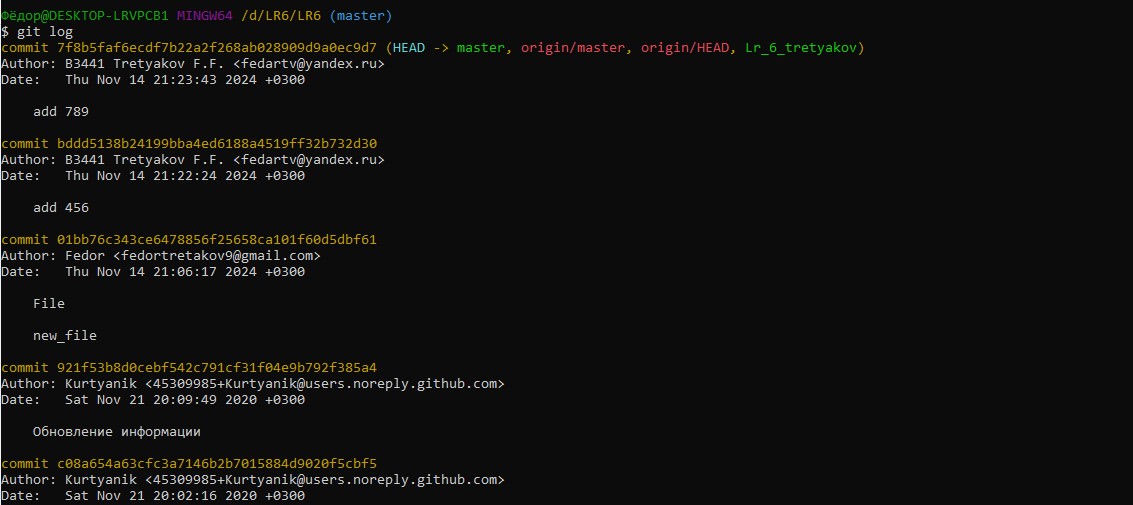 Фёдор@DESKTOP-LRVPCB1 MINGW64 /d/LR6/LR6 (master)
$ git log
commit 7f8b5faf6ecdf7b22a2f268ab028909d9a0ec9d7 (HEAD -> master, origin/master, origin/HEAD, Lr_6_tretyakov)
Author: B3441 Tretyakov F.F. <fedartv@yandex.ru>
Date:   Thu Nov 14 21:23:43 2024 +0300
add 789
commit bddd5138b24199bba4ed6188a4519ff32b732d30
Author: B3441 Tretyakov F.F. <fedartv@yandex.ru>
Date:   Thu Nov 14 21:22:24 2024 +0300
add 456
commit 01bb76c343ce6478856f25658ca101f60d5dbf61
Author: Fedor <fedortretakov9@gmail.com>
Date:   Thu Nov 14 21:06:17 2024 +0300
File
new_file
commit 921f53b8d0cebf542c791cf31f04e9b792f385a4
Author: Kurtyanik <45309985+Kurtyanik@users.noreply.github.com>
Date:   Sat Nov 21 20:09:49 2020 +0300
Обновление информации
commit c08a654a63cfc3a7146b2b7015884d9020f5cbf5
Author: Kurtyanik <45309985+Kurtyanik@users.noreply.github.com>
Date:   Sat Nov 21 20:02:16 2020 +0300